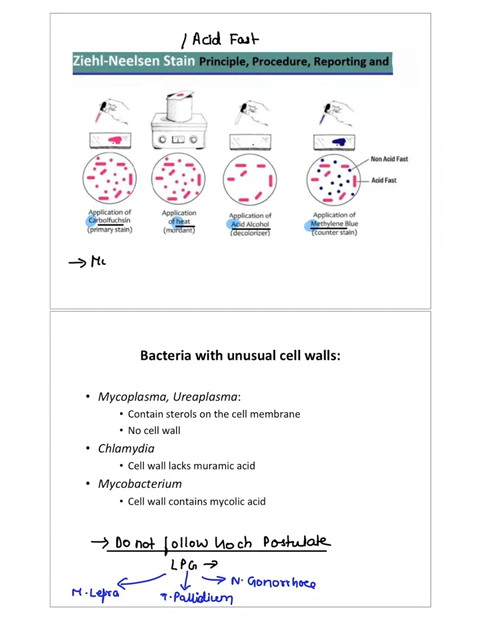 / Acid Fast
Ziehl-Neelsen Stain Principle, Procedure, Reporting and
Non Acid Fast
Acid Fast
Application of Carbolfuchsin (primary stain)
Application of heat (mordant)
Application of Acid Alcohol (decolorizer)
Application of Methylene Blue (counter stain)
→ Mc
Bacteria with unusual cell walls:
• Mycoplasma, Ureaplasma:
• Contain sterols on the cell membrane
• No cell wall
• Chlamydia
• Cell wall lacks muramic acid
• Mycobacterium
• Cell wall contains mycolic acid
→ Do not follow Koch Postulate
LPG →
M. Lepra
T. Pallidium
N. Gonorrhoea